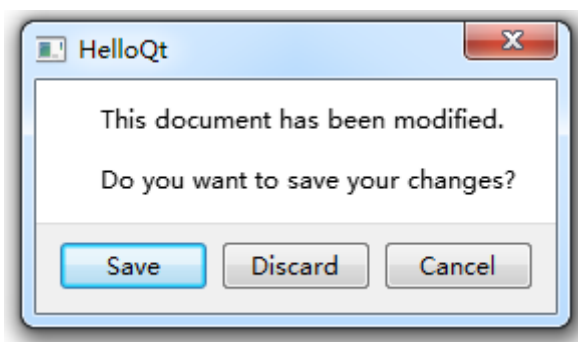 HelloQt
This document has been modified.
Do you want to save your changes?
Save Discard Cancel